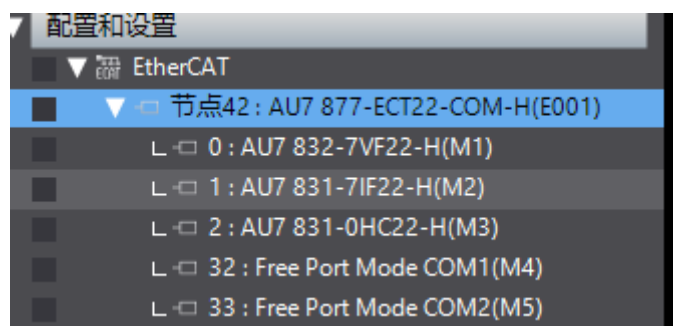 配置和设置
EtherCAT
节点42 : AU7 877-ECT22-COM-H(E001)
0 : AU7 832-7VF22-H(M1)
1 : AU7 831-7IF22-H(M2)
2 : AU7 831-0HC22-H(M3)
32 : Free Port Mode COM1(M4)
33 : Free Port Mode COM2(M5)